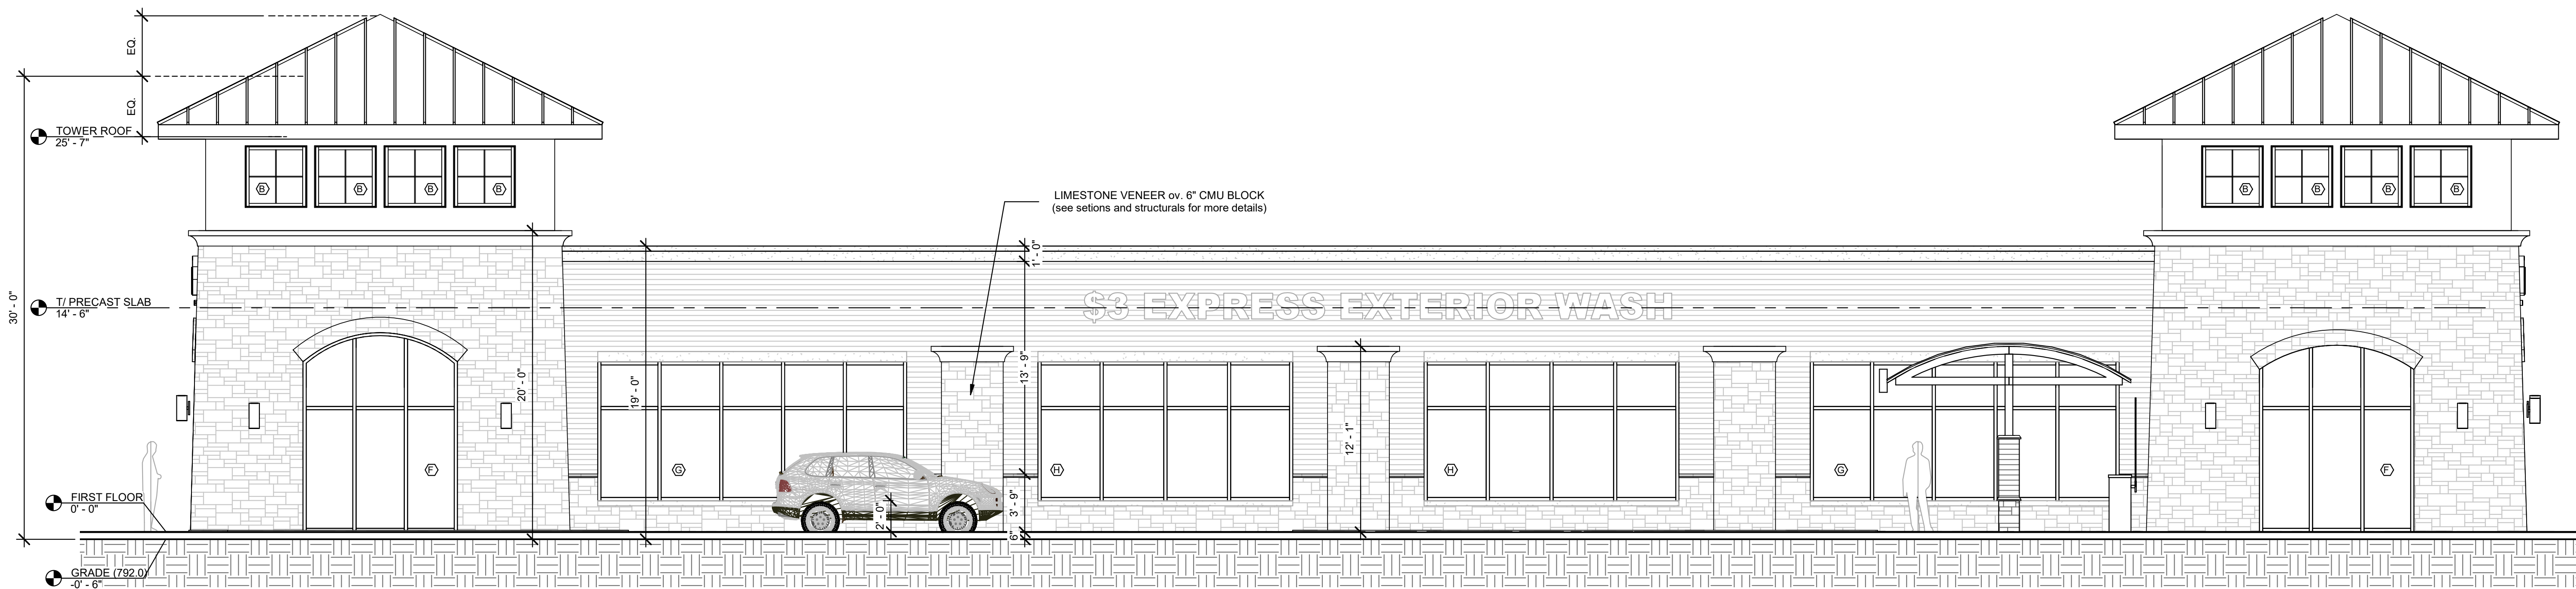 EQ.
EQ.
30' - 0"
TOWER ROOF
25' - 7"
B
B
B
B
B
B
B
B
LIMESTONE VENEER ov. 6" CMU BLOCK
(see setions and structurals for more details)
1' - 0"
T/ PRECAST SLAB
14' - 6"
$3 EXPRESS EXTERIOR WASH
20' - 0"
19' - 0"
13' - 9"
12' - 1"
F
G
H
H
G
F
FIRST FLOOR
0' - 0"
2' - 0"
3' - 9"
6"
GRADE (792.0)
-0' - 6"